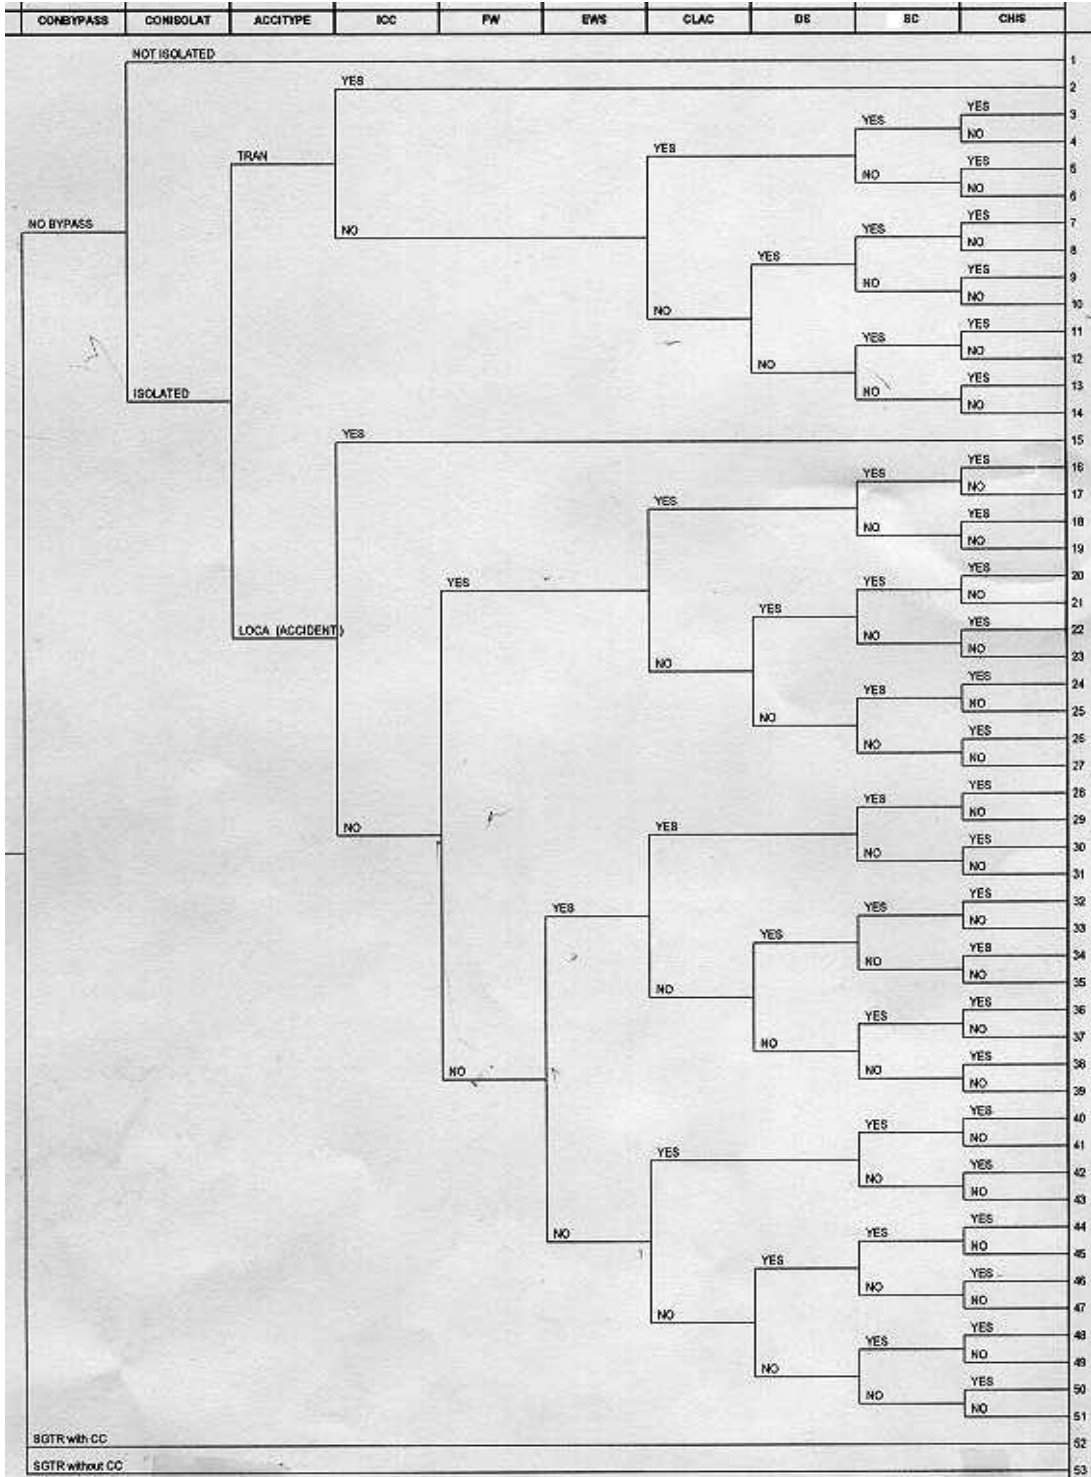 CONBYPASS CONISOLAT ACCITYPE ICC FW EWS CLAC DS SC CHIS
NOT ISOLATED 1
YES 2
YES 3
YES
NO 4
TRAN YES
YES 5
NO
NO 6
YES 7
NO BYPASS NO YES
NO 8
YES
YES 9
NO
NO 10
NO
YES 11
YES
NO 12
NO
YES 13
ISOLATED NO
NO 14
YES 15
YES 16
YES
NO 17
YES
YES 18
NO
NO 19
YES 20
YES YES
NO 21
YES
LOCA (ACCIDENT) YES 22
NO
NO 23
NO
YES 24
YES
NO 25
NO
YES 26
NO
NO 27
YES 28
YES
NO 29
NO YES
YES 30
NO
NO 31
YES 32
YES YES
NO 33
YES
YES 34
NO
NO 35
NO
YES 36
YES
NO 37
NO
YES 38
NO NO
NO 39
YES 40
YES
NO 41
YES
YES 42
NO
NO 43
YES 44
NO YES
NO 45
YES
YES 46
NO
NO 47
NO
YES 48
YES
NO 49
NO
YES 50
NO
NO 51
SGTR with CC 52
SGTR without CC 53